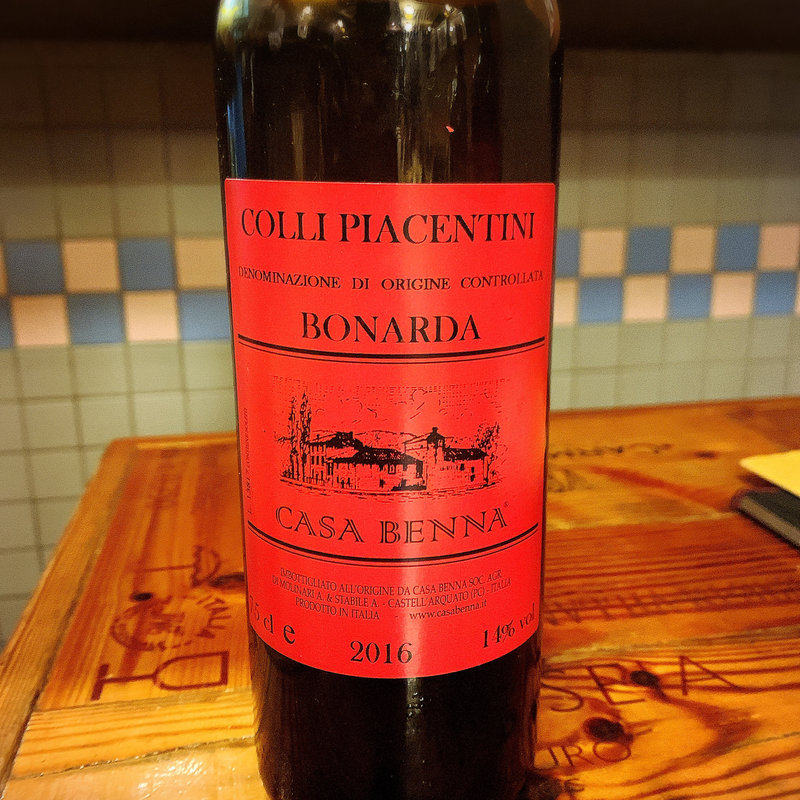 COLLI PIACENTINI
DENOMINAZIONE DI ORIGINE CONTROLLATA
BONARDA
CASA BENNA®
IMBOTTIGLIATO ALL'ORIGINE DA CASA BENNA SOC. AGR.
DI MOLINARI A. & STABILE A. - CASTELL'ARQUATO (PC) - ITALIA
PRODOTTO IN ITALIA - www.casabenna.it
75 cl e 2016 14% vol